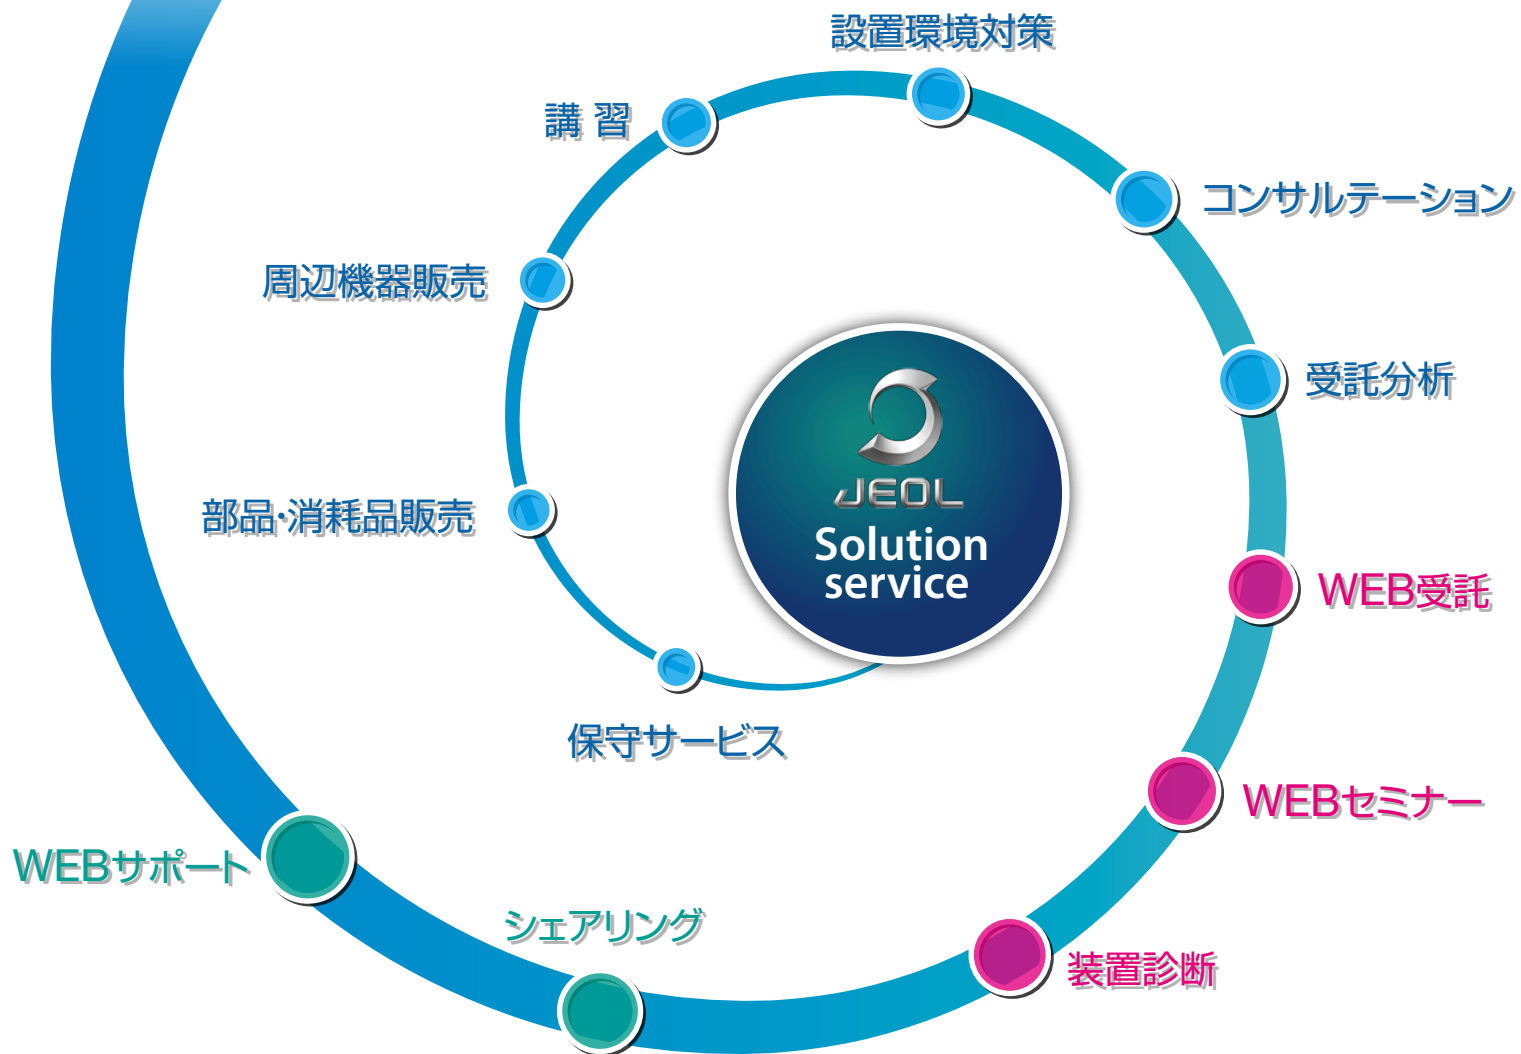 設置環境対策
講 習
コンサルテーション
周辺機器販売
受託分析
JEOL
Solution
service
部品・消耗品販売
WEB受託
保守サービス
WEBセミナー
WEBサポート
シェアリング
装置診断